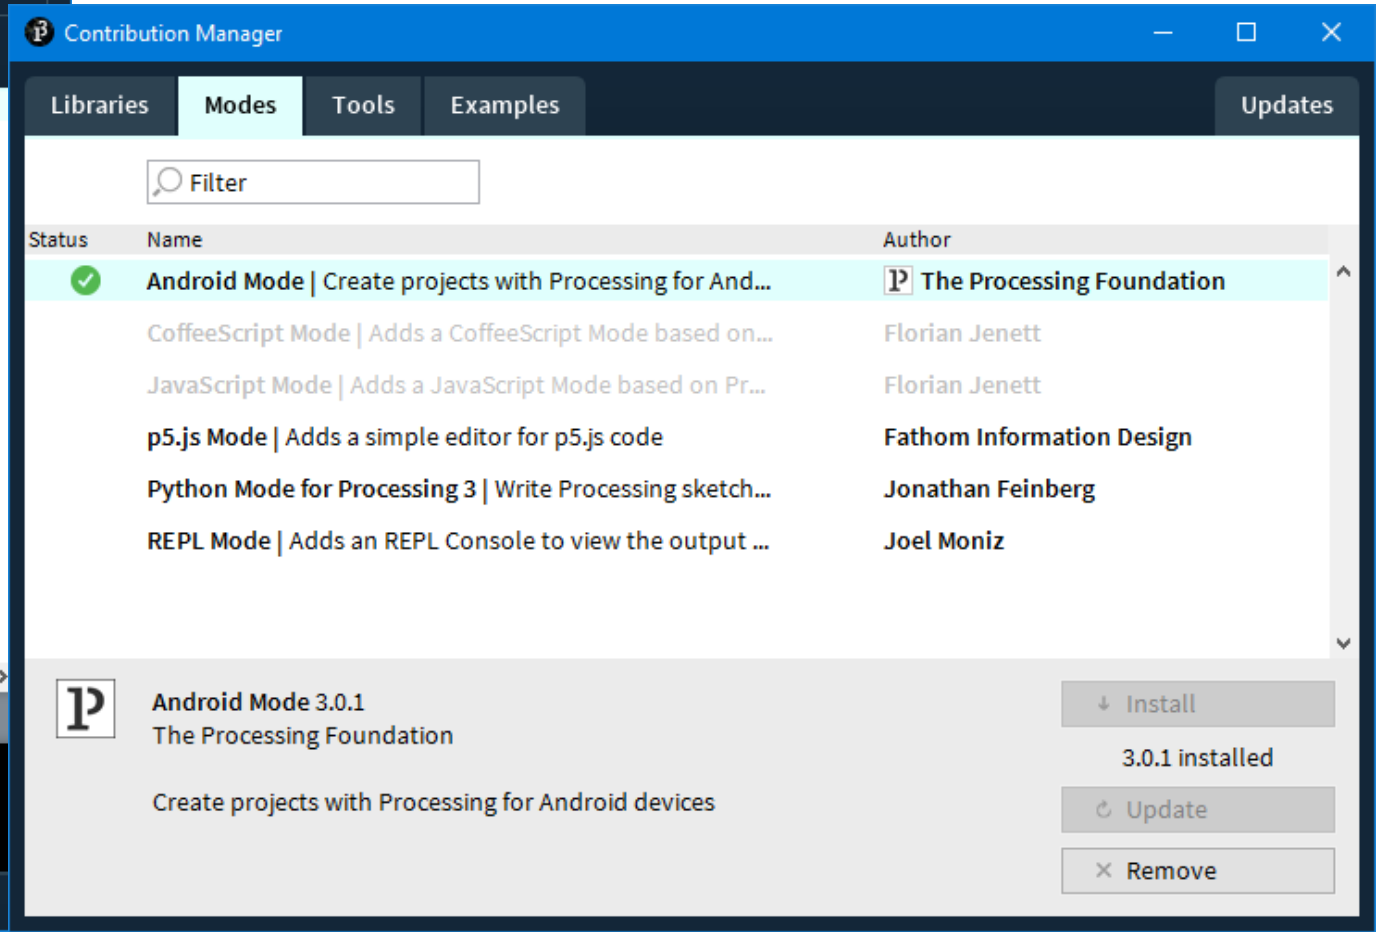 Contribution Manager
Libraries Modes Tools Examples Updates
Filter
Status Name Author
Android Mode | Create projects with Processing for And... The Processing Foundation
CoffeeScript Mode | Adds a CoffeeScript Mode based on... Florian Jenett
JavaScript Mode | Adds a JavaScript Mode based on Pr... Florian Jenett
p5.js Mode | Adds a simple editor for p5.js code Fathom Information Design
Python Mode for Processing 3 | Write Processing sketch... Jonathan Feinberg
REPL Mode | Adds an REPL Console to view the output ... Joel Moniz
Android Mode 3.0.1
The Processing Foundation
Create projects with Processing for Android devices
Install
3.0.1 installed
Update
Remove